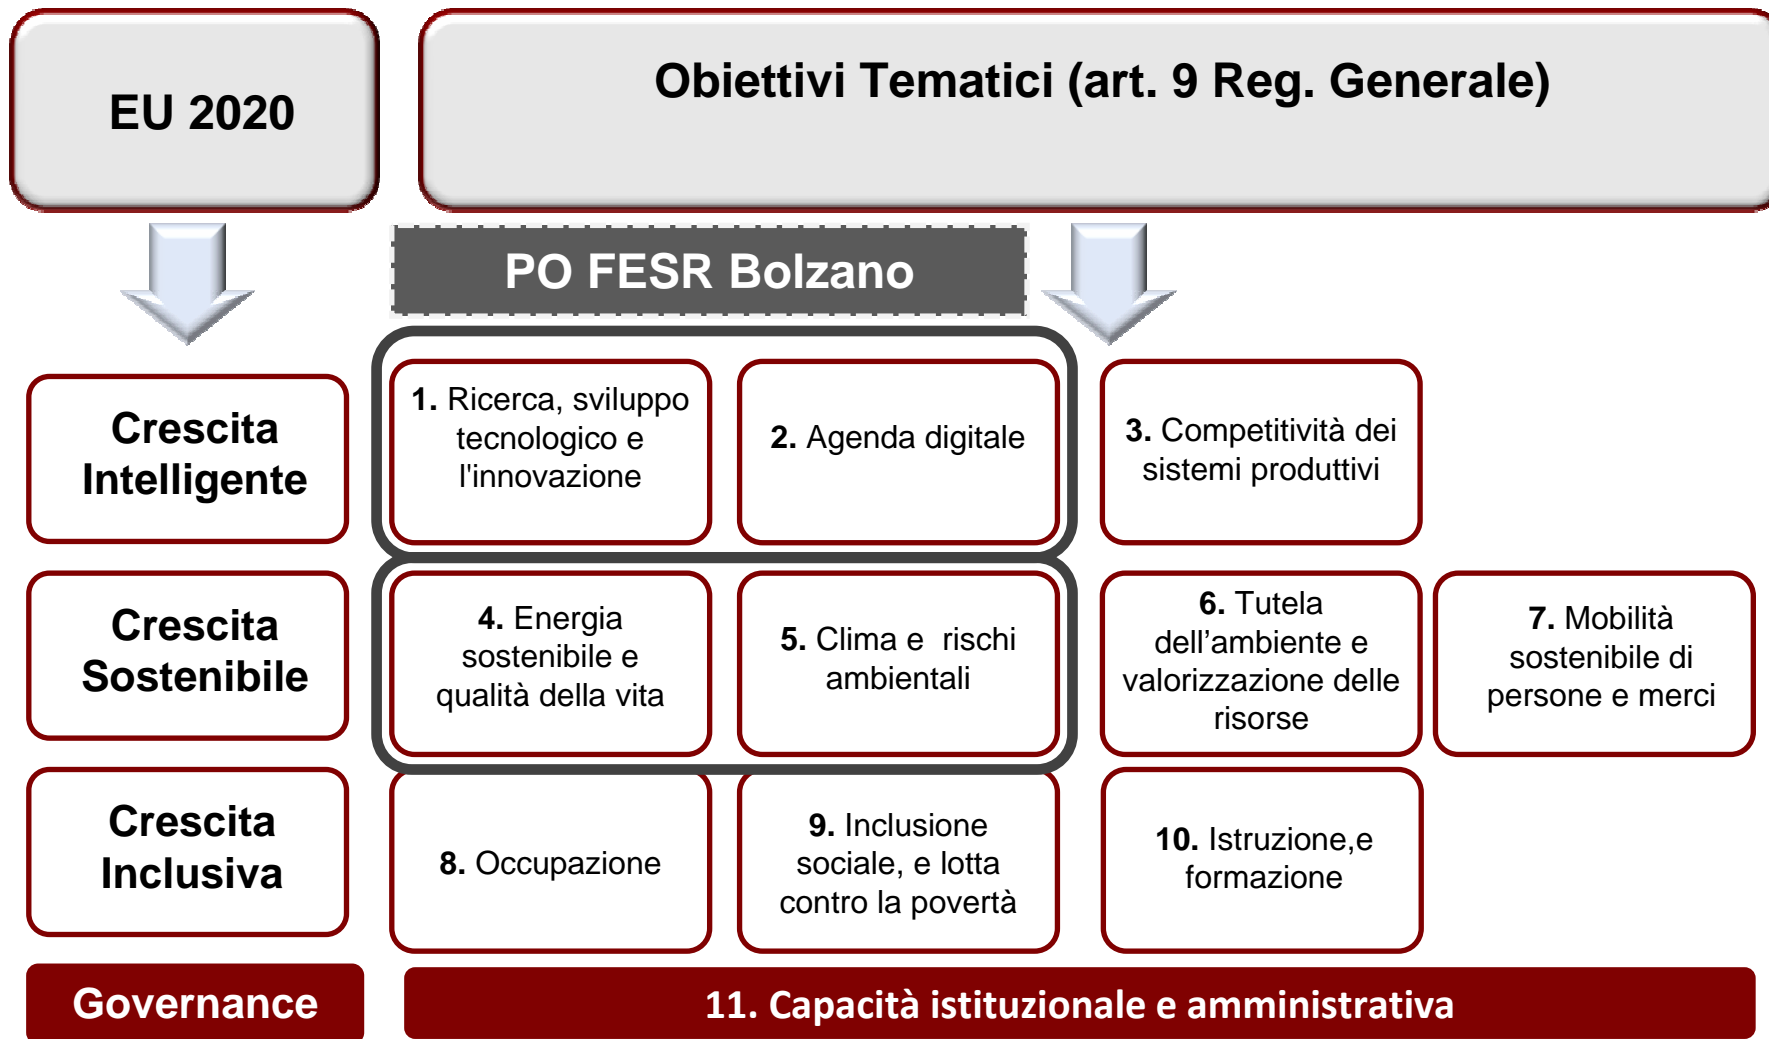 EU 2020
Obiettivi Tematici (art. 9 Reg. Generale)
PO FESR Bolzano
Crescita
Intelligente
1. Ricerca, sviluppo
tecnologico e
l'innovazione
2. Agenda digitale
3. Competitività dei
sistemi produttivi
Crescita
Sostenibile
4. Energia
sostenibile e
qualità della vita
5. Clima e  rischi
ambientali
6. Tutela
dell’ambiente e
valorizzazione delle
risorse
7. Mobilità
sostenibile di
persone e merci
Crescita
Inclusiva
8. Occupazione
9. Inclusione
sociale, e lotta
contro la povertà
10. Istruzione,e
formazione
Governance
11. Capacità istituzionale e amministrativa